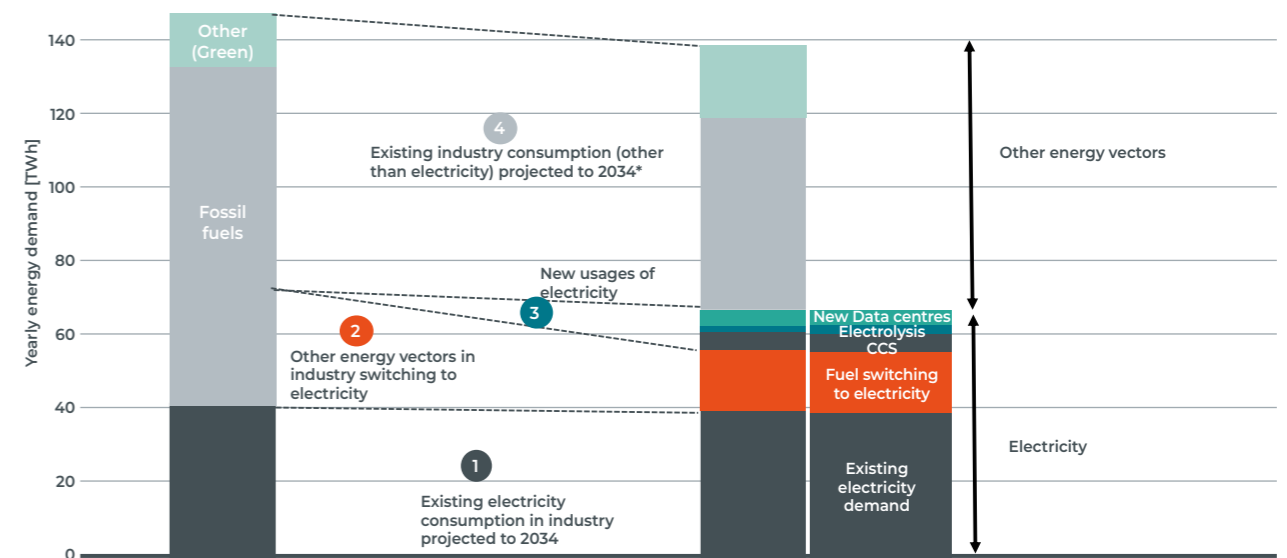 Yearly energy demand [TWh]
140
120
100
80
60
40
20
0
Other
(Green)
Fossil
fuels
4
Existing industry consumption (other
than electricity) projected to 2034*
New usages of
electricity
3
2
Other energy vectors in
industry switching to
electricity
1
Existing electricity
consumption in industry
projected to 2034
New Data centres
Electrolysis
CCS
Fuel switching
to electricity
Existing
electricity
demand
Other energy vectors
Electricity